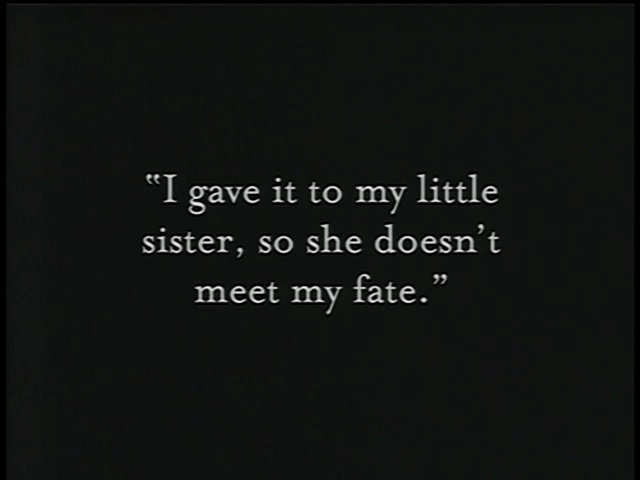 “I gave it to my little
sister, so she doesn’t
meet my fate.”